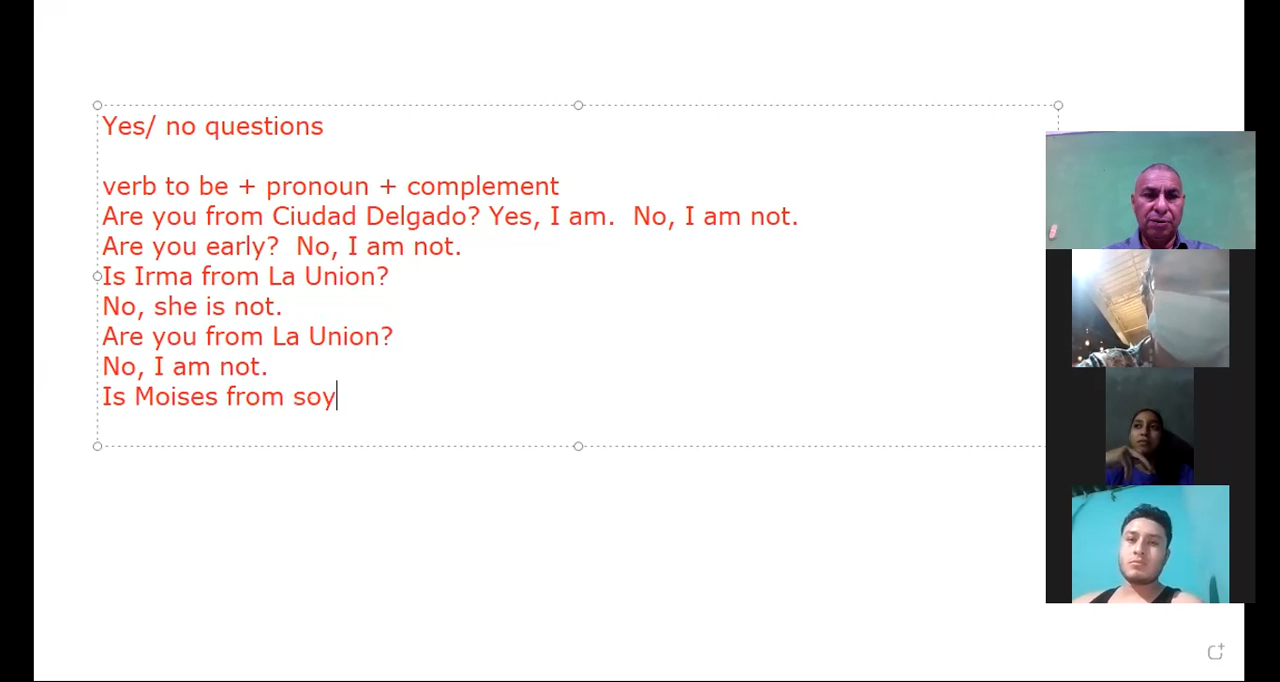 Yes/ no questions
verb to be + pronoun + complement
Are you from Ciudad Delgado? Yes, I am.  No, I am not.
Are you early?  No, I am not.
Is Irma from La Union?
No, she is not.
Are you from La Union?
No, I am not.
Is Moises from soy